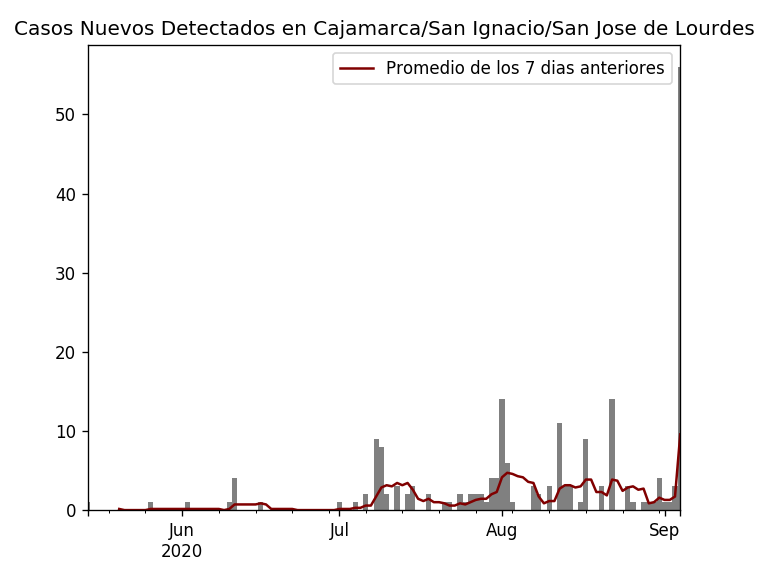 Casos Nuevos Detectados en Cajamarca/San Ignacio/San Jose de Lourdes
Promedio de los 7 dias anteriores
50
40
30
20
10
0
Jun
2020
Jul
Aug
Sep